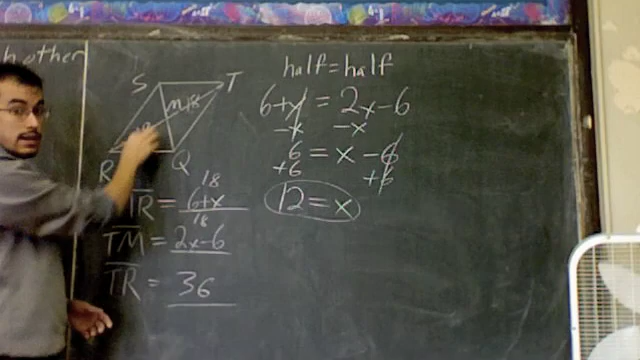 h other
half = half
S T
M 18
R Q
6+x = 2x-6
-x -x
6 = x - 6
+6 +6
12 = x
18
R = 6+x
18
TM = 2x-6
TR = 36